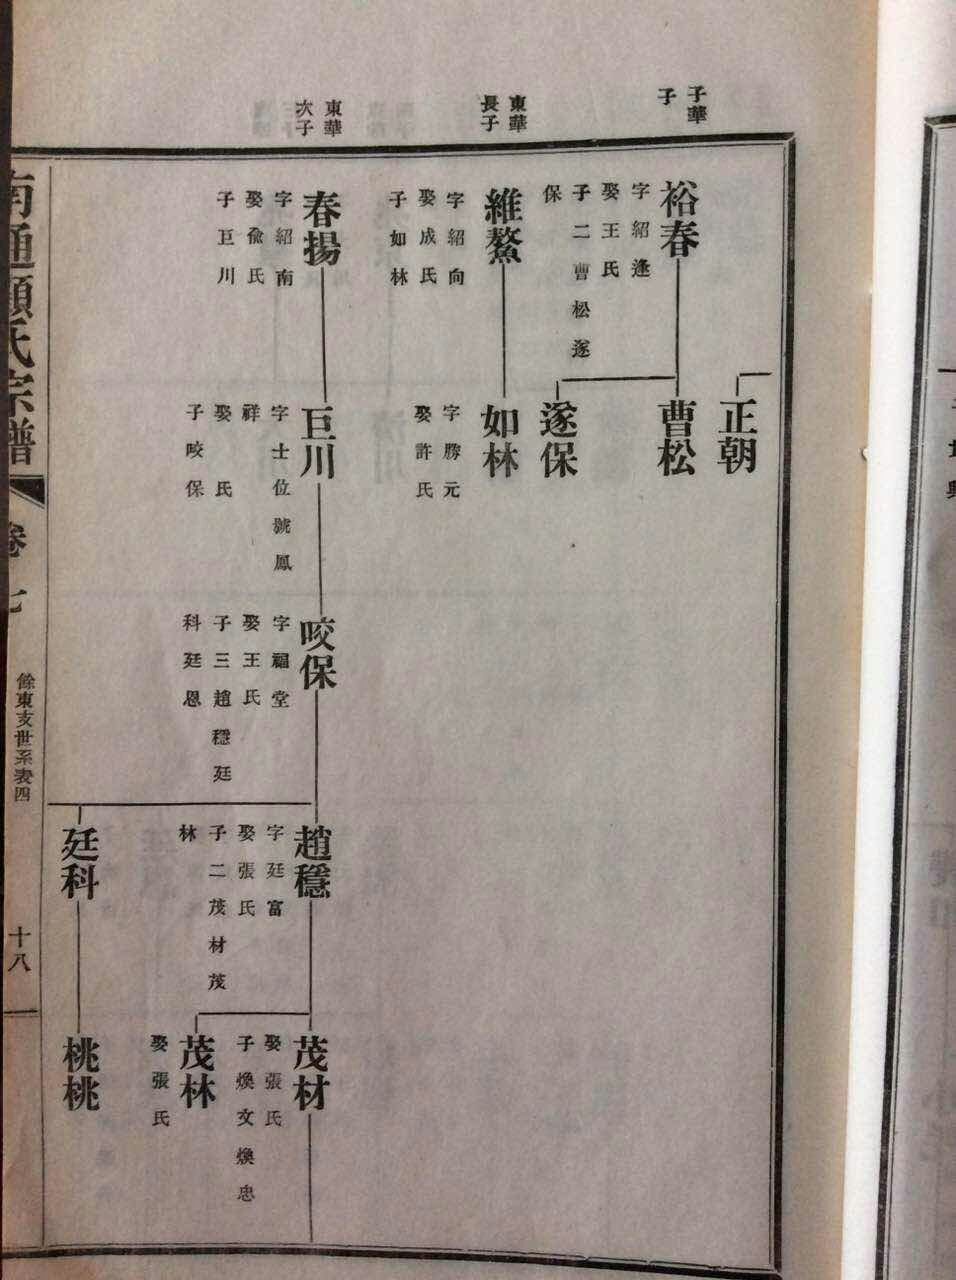 子華
子
東華
長子
東華
次子
裕春
字紹逢
娶王氏
子二曹松遂
保
維鰲
字紹向
娶成氏
子如林
春揚
字紹南
娶俞氏
子巨川
正朝
曹松
遂保
如林
字勝元
娶許氏
巨川
字士位號鳳
祥
娶 氏
子咬保
咬保
字福堂
娶王氏
子三趙穩廷
科廷恩
趙穩
字廷富
娶張氏
子二茂材茂
林
廷科
茂材
娶張氏
子煥文煥忠
茂林
娶張氏
桃桃
南通顧氏宗譜
卷七
餘東支世系表四
十八